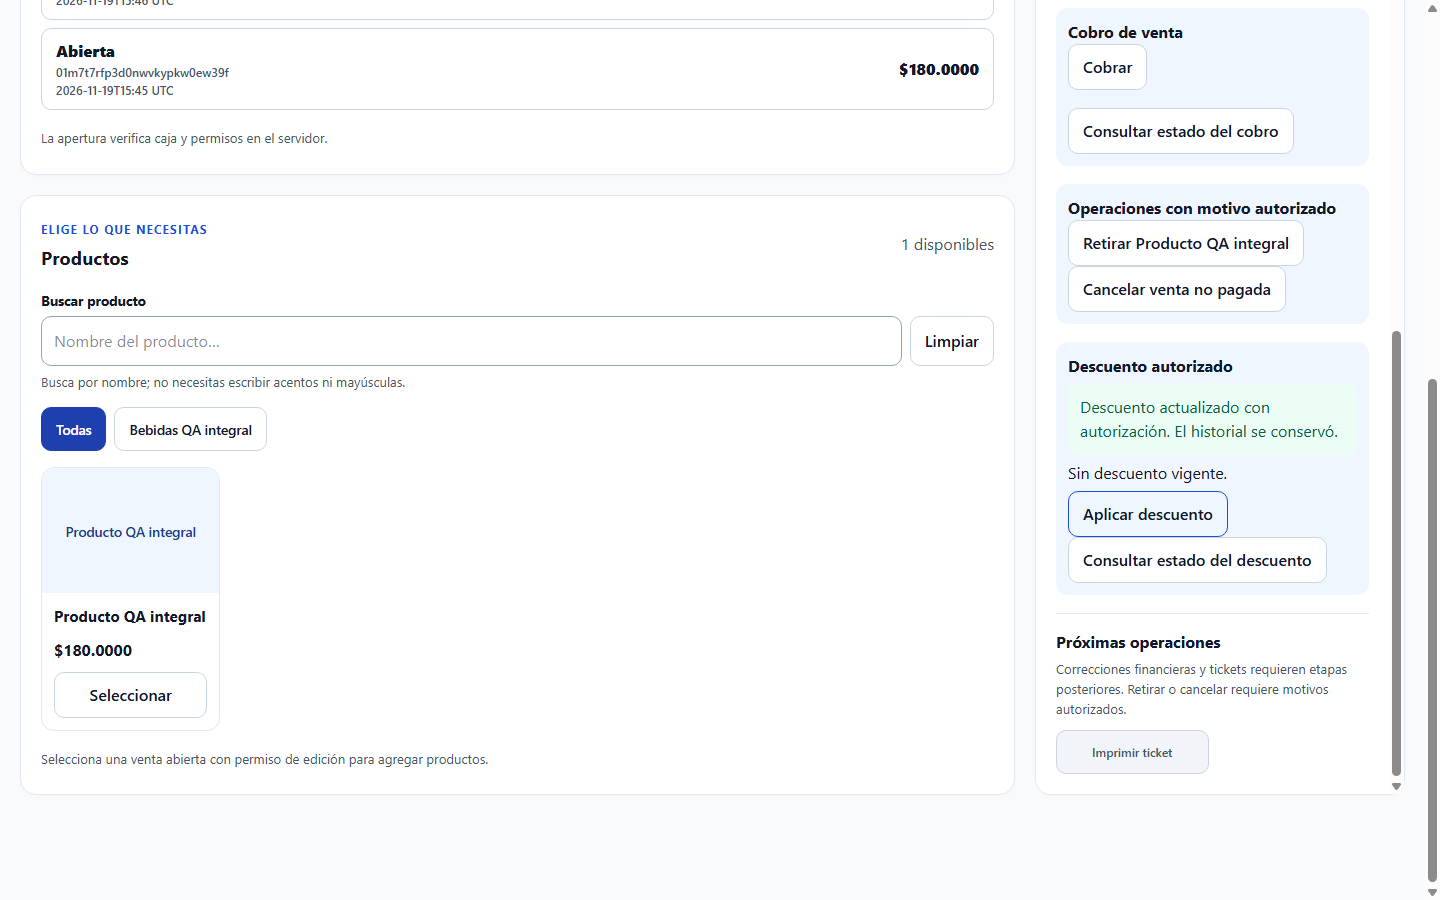 2026-11-19T15:46 UTC
Abierta
01m7t7rfp3d0nwvkypkw0ew39f
2026-11-19T15:45 UTC
$180.0000
La apertura verifica caja y permisos en el servidor.
ELIGE LO QUE NECESITAS
Productos
1 disponibles
Buscar producto
Nombre del producto...
Limpiar
Busca por nombre; no necesitas escribir acentos ni mayúsculas.
Todas
Bebidas QA integral
Producto QA integral
Producto QA integral
$180.0000
Seleccionar
Selecciona una venta abierta con permiso de edición para agregar productos.
Cobro de venta
Cobrar
Consultar estado del cobro
Operaciones con motivo autorizado
Retirar Producto QA integral
Cancelar venta no pagada
Descuento autorizado
Descuento actualizado con
autorización. El historial se conservó.
Sin descuento vigente.
Aplicar descuento
Consultar estado del descuento
Próximas operaciones
Correcciones financieras y tickets requieren etapas
posteriores. Retirar o cancelar requiere motivos
autorizados.
Imprimir ticket